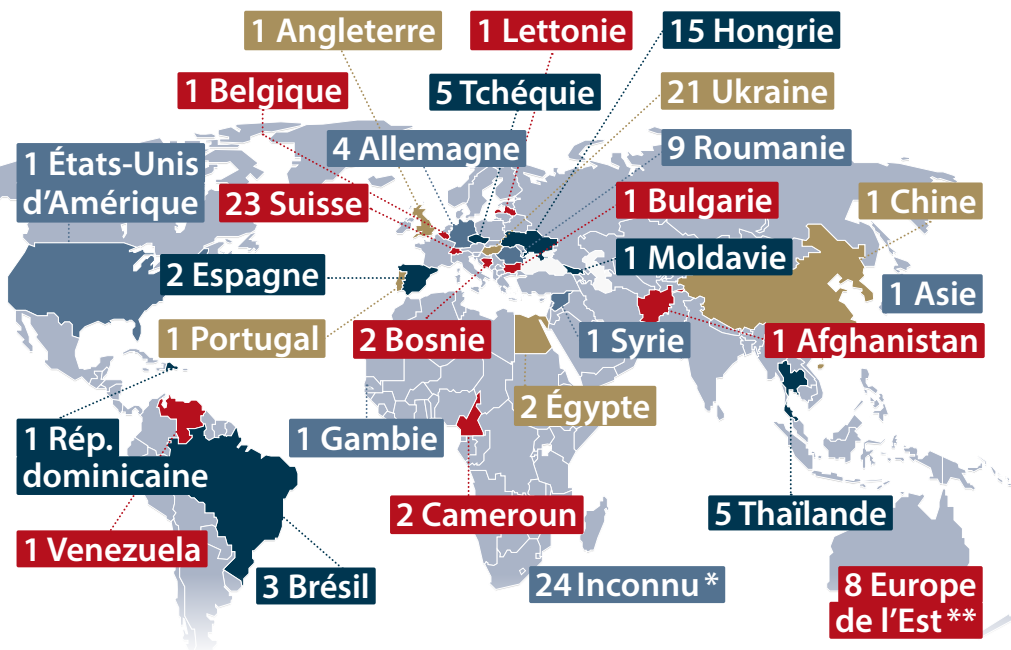 1 Angleterre
1 Lettonie
15 Hongrie
1 Belgique
5 Tchéquie
21 Ukraine
1 États-Unis
d’Amérique
4 Allemagne
9 Roumanie
23 Suisse
1 Bulgarie
1 Chine
2 Espagne
1 Moldavie
1 Asie
1 Portugal
2 Bosnie
1 Syrie
1 Afghanistan
2 Égypte
1 Rép.
dominicaine
1 Gambie
2 Cameroun
5 Thaïlande
1 Venezuela
3 Brésil
24 Inconnu *
8 Europe
de l’Est **